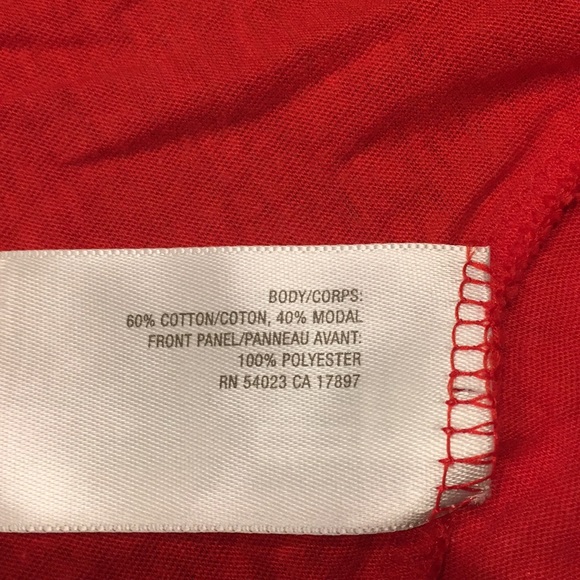 BODY/CORPS:
60% COTTON/COTON, 40% MODAL
FRONT PANEL/PANNEAU AVANT:
100% POLYESTER
RN 54023 CA 17897